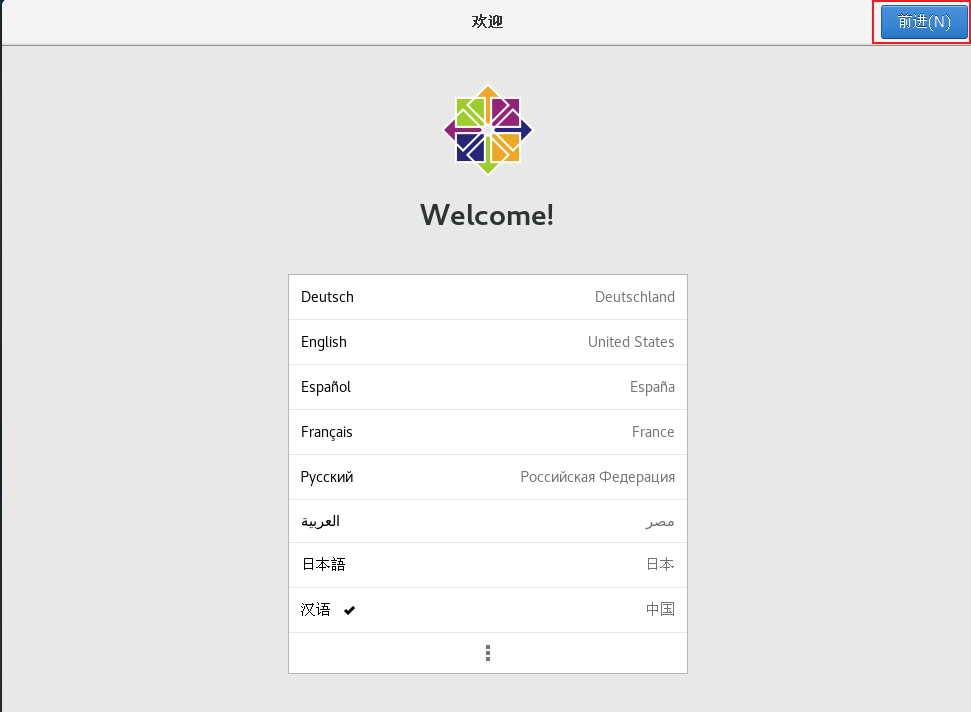 欢迎
前进(N)
Welcome!
Deutsch Deutschland
English United States
Español España
Français France
Русский Российская Федерация
العربية مصر
日本語 日本
汉语 中国